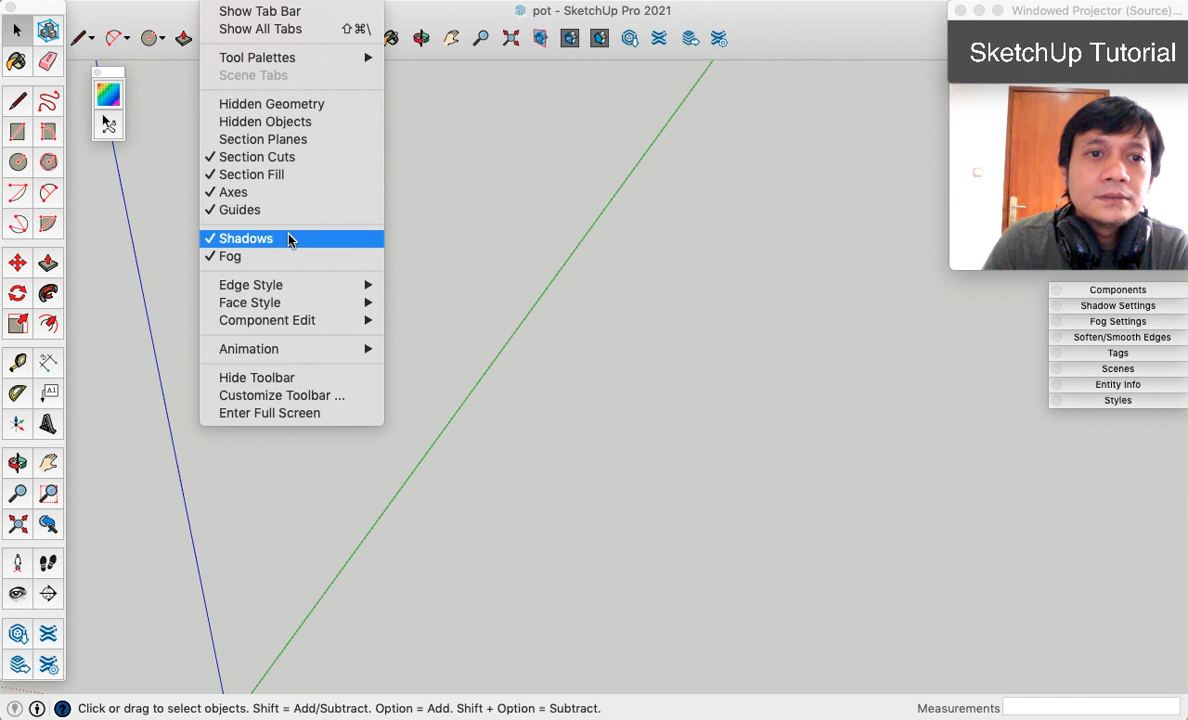 pot - SketchUp Pro 2021
Windowed Projector (Source)...
SketchUp Tutorial
Show Tab Bar
Show All Tabs ⇧⌘\
Tool Palettes
Scene Tabs
Hidden Geometry
Hidden Objects
Section Planes
✓ Section Cuts
✓ Section Fill
✓ Axes
✓ Guides
✓ Shadows
✓ Fog
Edge Style
Face Style
Component Edit
Animation
Hide Toolbar
Customize Toolbar ...
Enter Full Screen
Components
Shadow Settings
Fog Settings
Soften/Smooth Edges
Tags
Scenes
Entity Info
Styles
A1
Click or drag to select objects. Shift = Add/Subtract. Option = Add. Shift + Option = Subtract.
Measurements